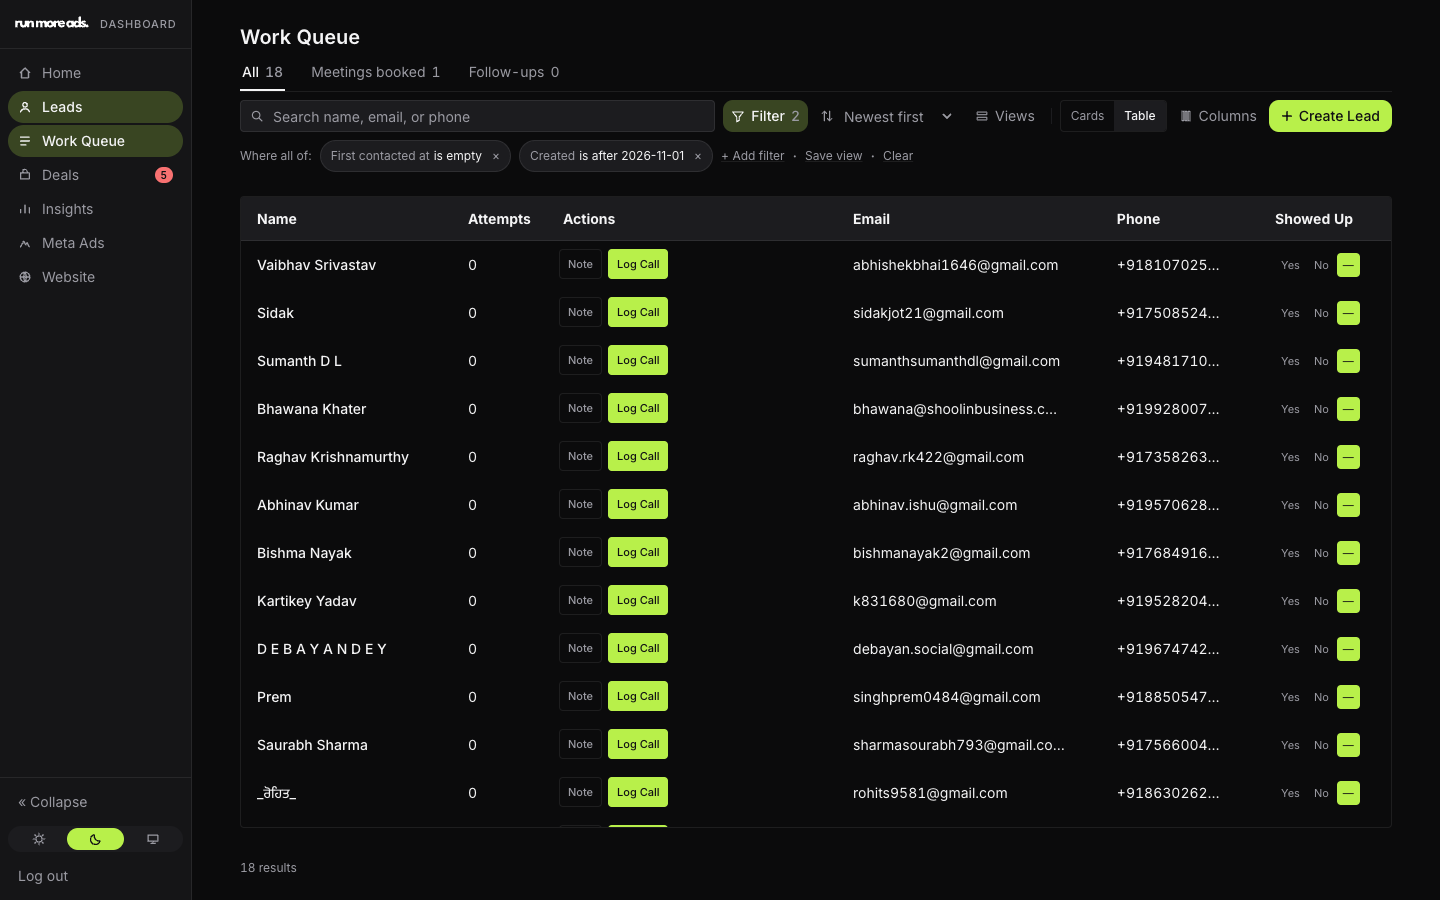 run more ads. DASHBOARD
Home
Leads
Work Queue
Deals 5
Insights
Meta Ads
Website
« Collapse
Log out
Work Queue
All 18 Meetings booked 1 Follow-ups 0
Search name, email, or phone Filter 2 Newest first Views Cards Table Columns + Create Lead
Where all of: First contacted at is empty × Created is after 2026-11-01 × + Add filter · Save view · Clear
Name Attempts Actions Email Phone Showed Up
Vaibhav Srivastav 0 Note Log Call abhishekbhai1646@gmail.com +918107025... Yes No —
Sidak 0 Note Log Call sidakjot21@gmail.com +917508524... Yes No —
Sumanth D L 0 Note Log Call sumanthsumanthdl@gmail.com +919481710... Yes No —
Bhawana Khater 0 Note Log Call bhawana@shoolinbusiness.c... +919928007... Yes No —
Raghav Krishnamurthy 0 Note Log Call raghav.rk422@gmail.com +917358263... Yes No —
Abhinav Kumar 0 Note Log Call abhinav.ishu@gmail.com +919570628... Yes No —
Bishma Nayak 0 Note Log Call bishmanayak2@gmail.com +917684916... Yes No —
Kartikey Yadav 0 Note Log Call k831680@gmail.com +919528204... Yes No —
D E B A Y A N D E Y 0 Note Log Call debayan.social@gmail.com +919674742... Yes No —
Prem 0 Note Log Call singhprem0484@gmail.com +918850547... Yes No —
Saurabh Sharma 0 Note Log Call sharmasourabh793@gmail.co... +917566004... Yes No —
_ਰੋਹਿਤ_ 0 Note Log Call rohits9581@gmail.com +918630262... Yes No —
18 results